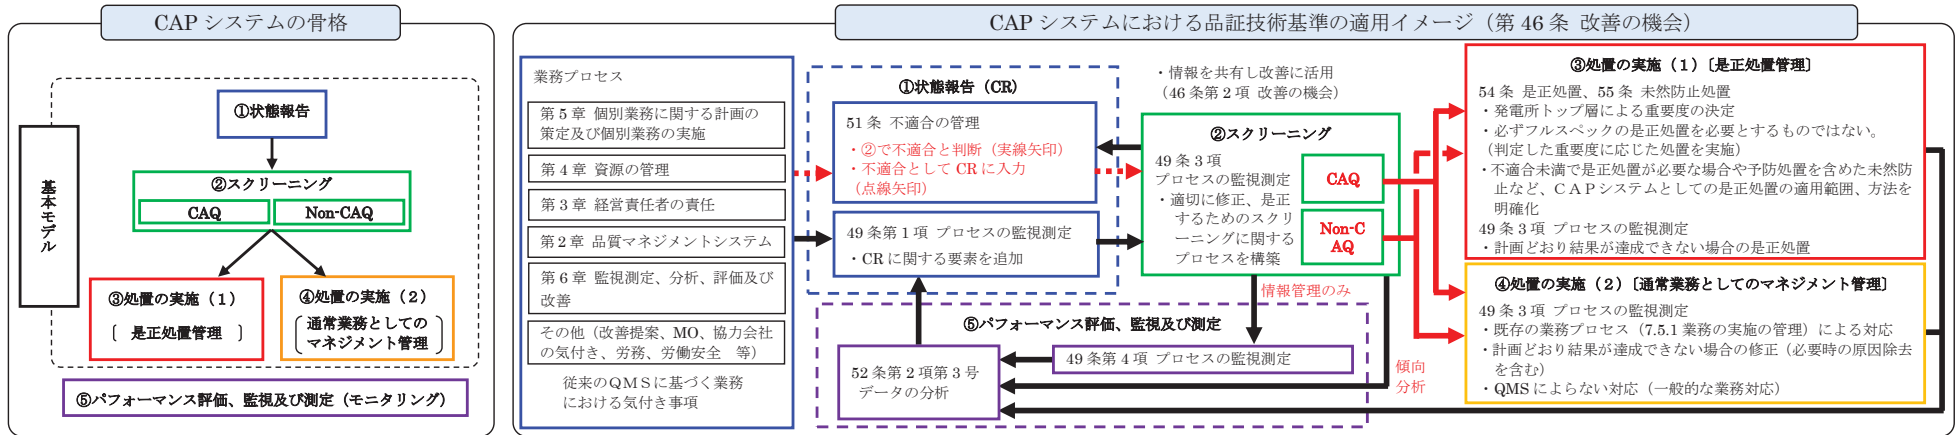 CAP システムの骨格
基本モデル
①状態報告
②スクリーニング
CAQ
Non-CAQ
③処置の実施（1）
〔 是正処置管理 〕
④処置の実施（2）
通常業務としての
マネジメント管理
⑤パフォーマンス評価、監視及び測定（モニタリング）
CAP システムにおける品証技術基準の適用イメージ（第 46 条 改善の機会）
業務プロセス
第 5 章 個別業務に関する計画の
策定及び個別業務の実施
第 4 章 資源の管理
第 3 章 経営責任者の責任
第 2 章 品質マネジメントシステム
第 6 章 監視測定、分析、評価及び
改善
その他（改善提案、MO、協力会社
の気付き、労務、労働安全 等）
従来のＱＭＳに基づく業務
における気付き事項
①状態報告（CR）
51 条 不適合の管理
・②で不適合と判断（実線矢印）
・不適合として CR に入力
（点線矢印）
49 条第 1 項 プロセスの監視測定
・CR に関する要素を追加
・情報を共有し改善に活用
（46 条第 2 項 改善の機会）
②スクリーニング
49 条 3 項
プロセスの監視測定
・適切に修正、是正
するためのスクリ
ーニングに関する
プロセスを構築
CAQ
Non-C
AQ
情報管理のみ
⑤パフォーマンス評価、監視及び測定
49 条第 4 項 プロセスの監視測定
52 条第 2 項第 3 号
データの分析
傾向
分析
③処置の実施（1）〔是正処置管理〕
54 条 是正処置、55 条 未然防止処置
・発電所トップ層による重要度の決定
・必ずフルスペックの是正処置を必要とするものではない。
（判定した重要度に応じた処置を実施）
・不適合未満で是正処置が必要な場合や予防処置を含めた未然防
止など、ＣＡＰシステムとしての是正処置の適用範囲、方法を
明確化
49 条 3 項 プロセスの監視測定
・計画どおり結果が達成できない場合の是正処置
④処置の実施（2）〔通常業務としてのマネジメント管理〕
49 条 3 項 プロセスの監視測定
・既存の業務プロセス（7.5.1 業務の実施の管理）による対応
・計画どおり結果が達成できない場合の修正（必要時の原因除去
を含む）
・QMS によらない対応（一般的な業務対応）